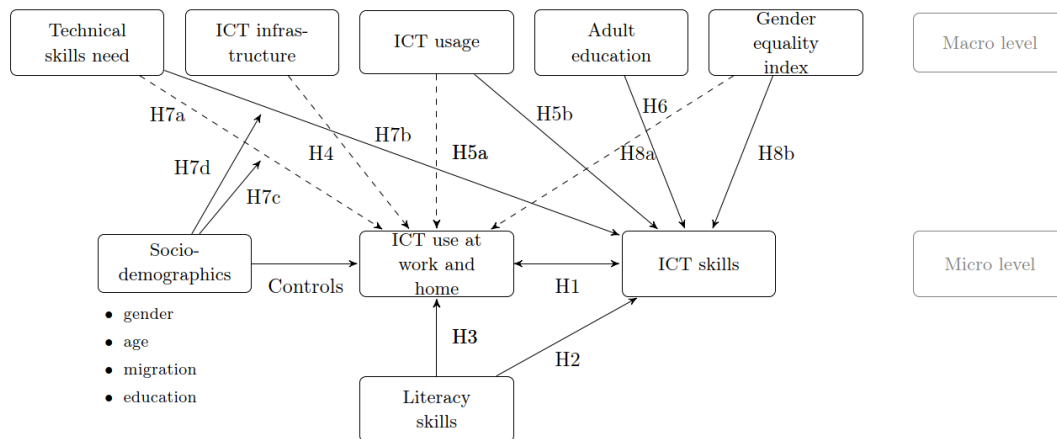 Technical
skills need
ICT infras-
tructure
ICT usage
Adult
education
Gender
equality
index
Macro level
H7a
H4
H5a
H7b
H5b
H6
H8a
H8b
H7d
H7c
Socio-
demographics
Controls
ICT use at
work and
home
H1
ICT skills
Micro level
• gender
• age
• migration
• education
H3
H2
Literacy
skills